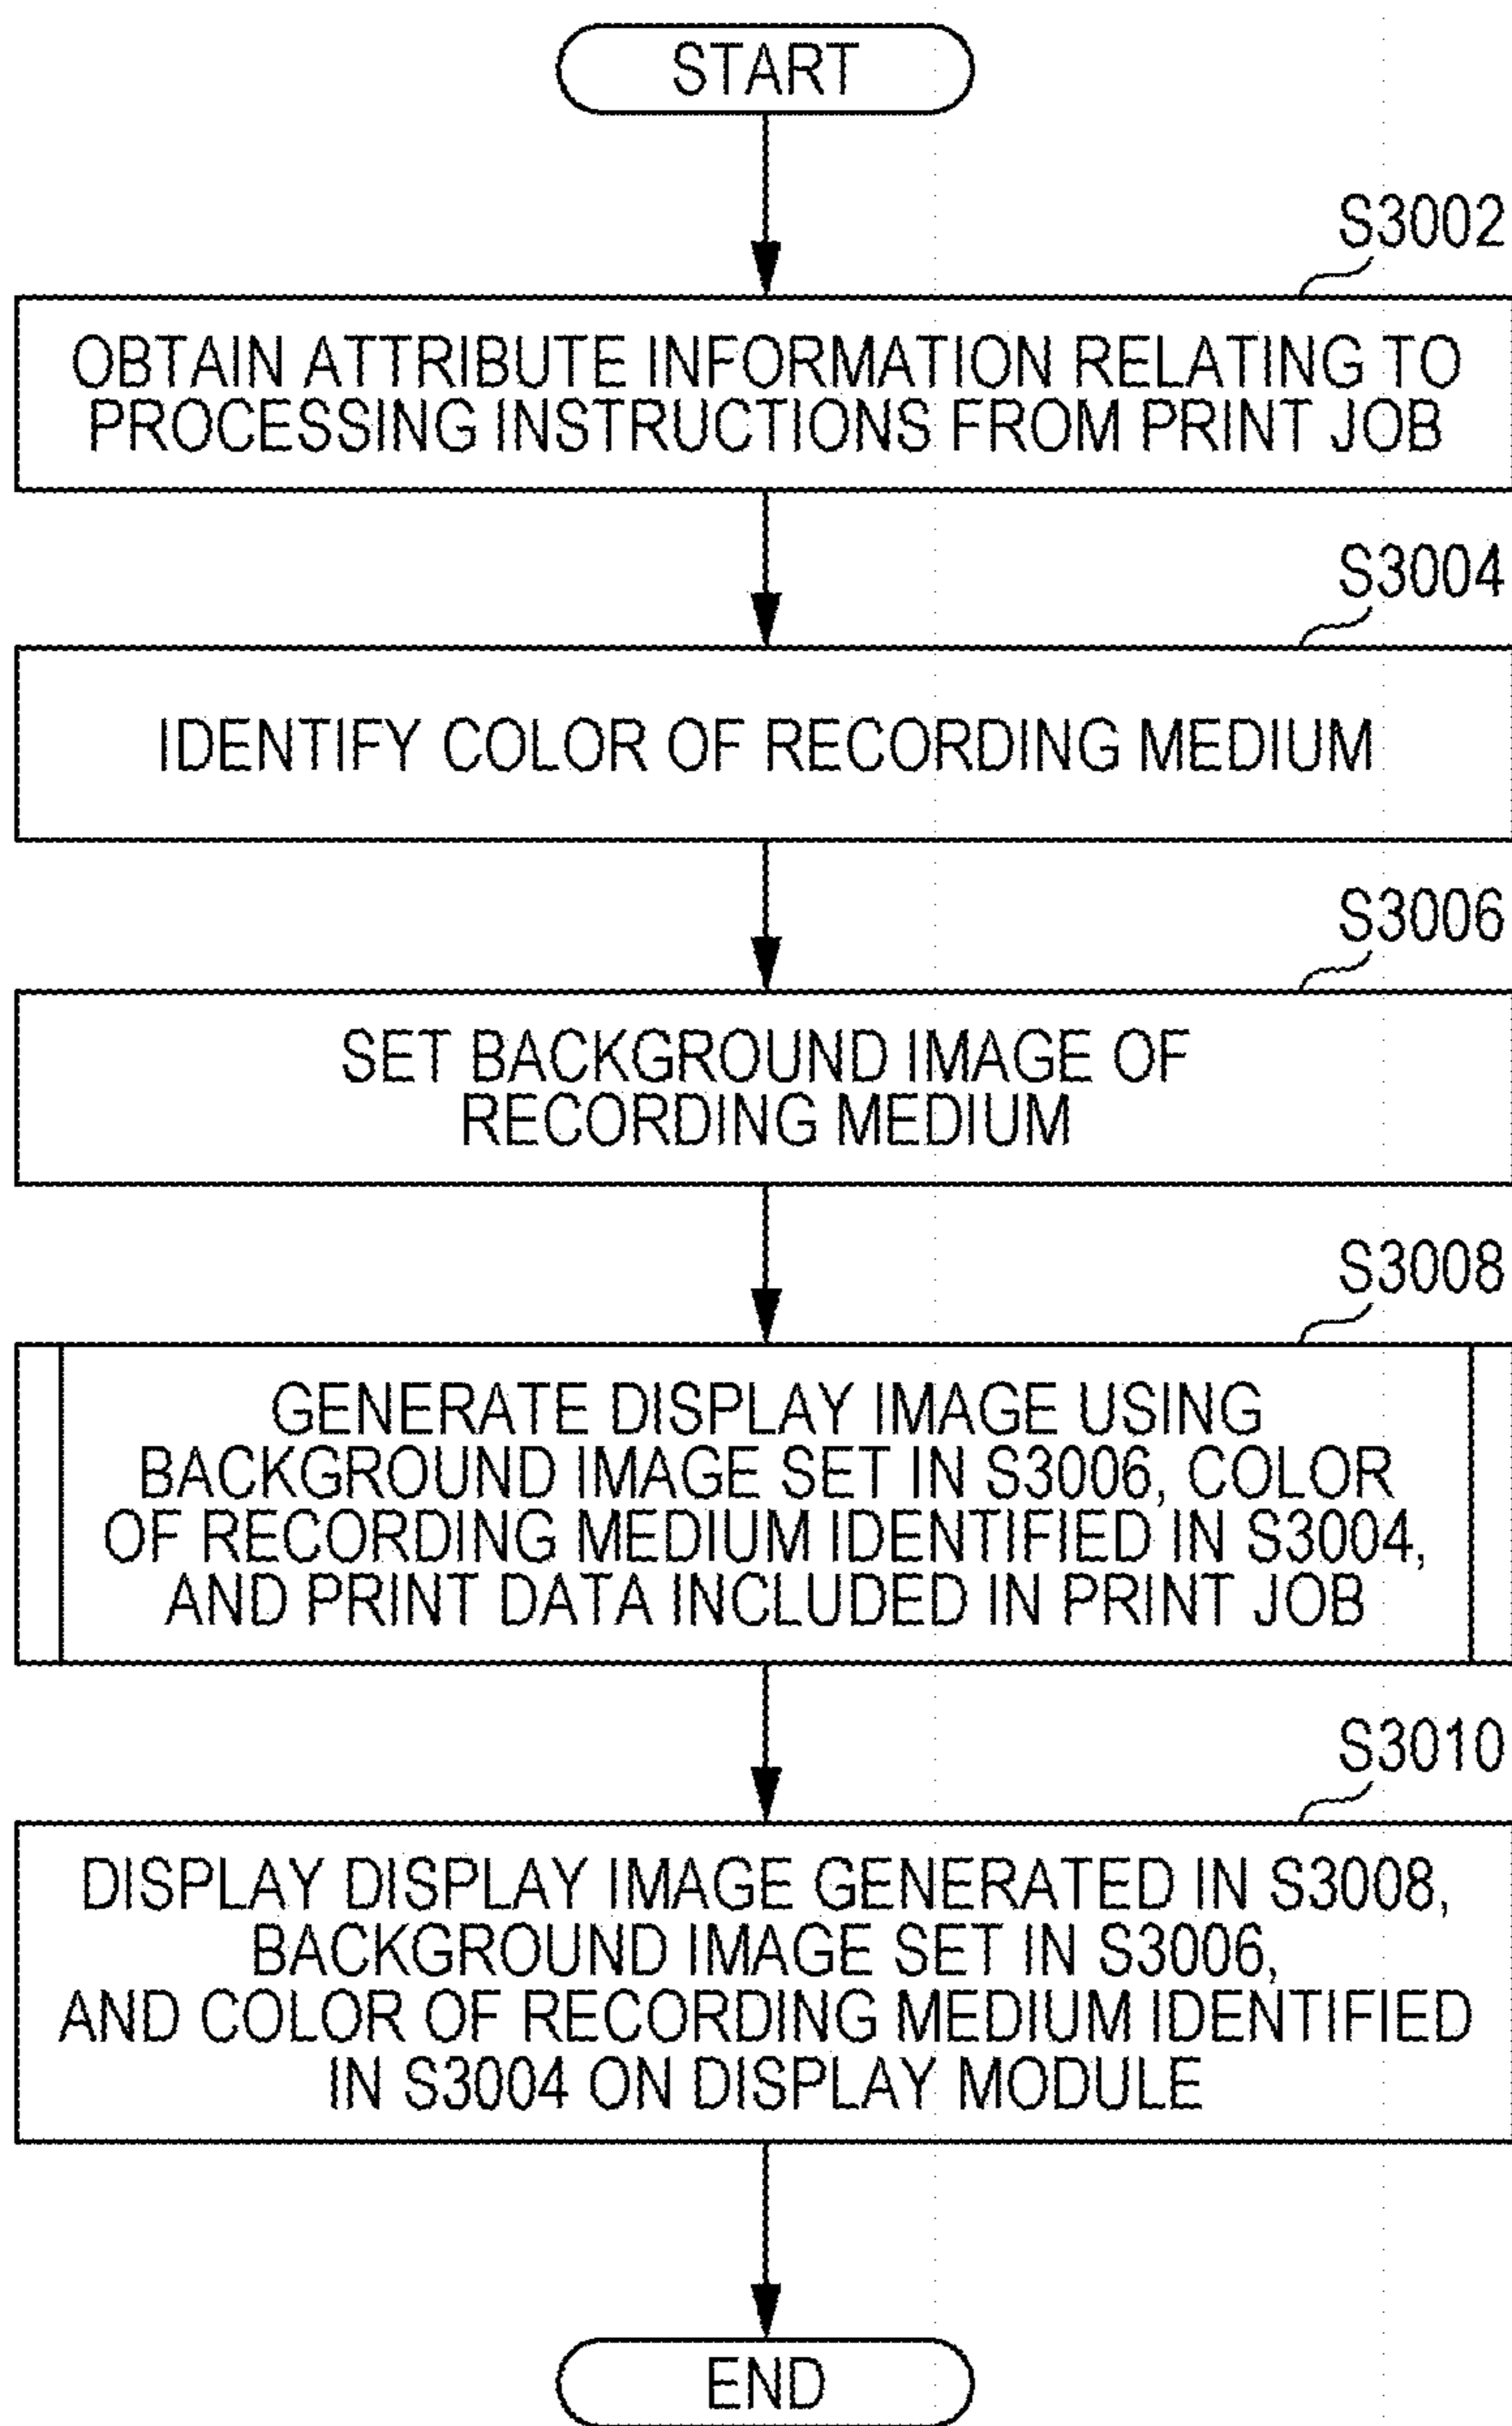 START
S3002
OBTAIN ATTRIBUTE INFORMATION RELATING TO
PROCESSING INSTRUCTIONS FROM PRINT JOB
S3004
IDENTIFY COLOR OF RECORDING MEDIUM
S3006
SET BACKGROUND IMAGE OF
RECORDING MEDIUM
S3008
GENERATE DISPLAY IMAGE USING
BACKGROUND IMAGE SET IN S3006, COLOR
OF RECORDING MEDIUM IDENTIFIED IN S3004,
AND PRINT DATA INCLUDED IN PRINT JOB
S3010
DISPLAY DISPLAY IMAGE GENERATED IN S3008,
BACKGROUND IMAGE SET IN S3006,
AND COLOR OF RECORDING MEDIUM IDENTIFIED
IN S3004 ON DISPLAY MODULE
END